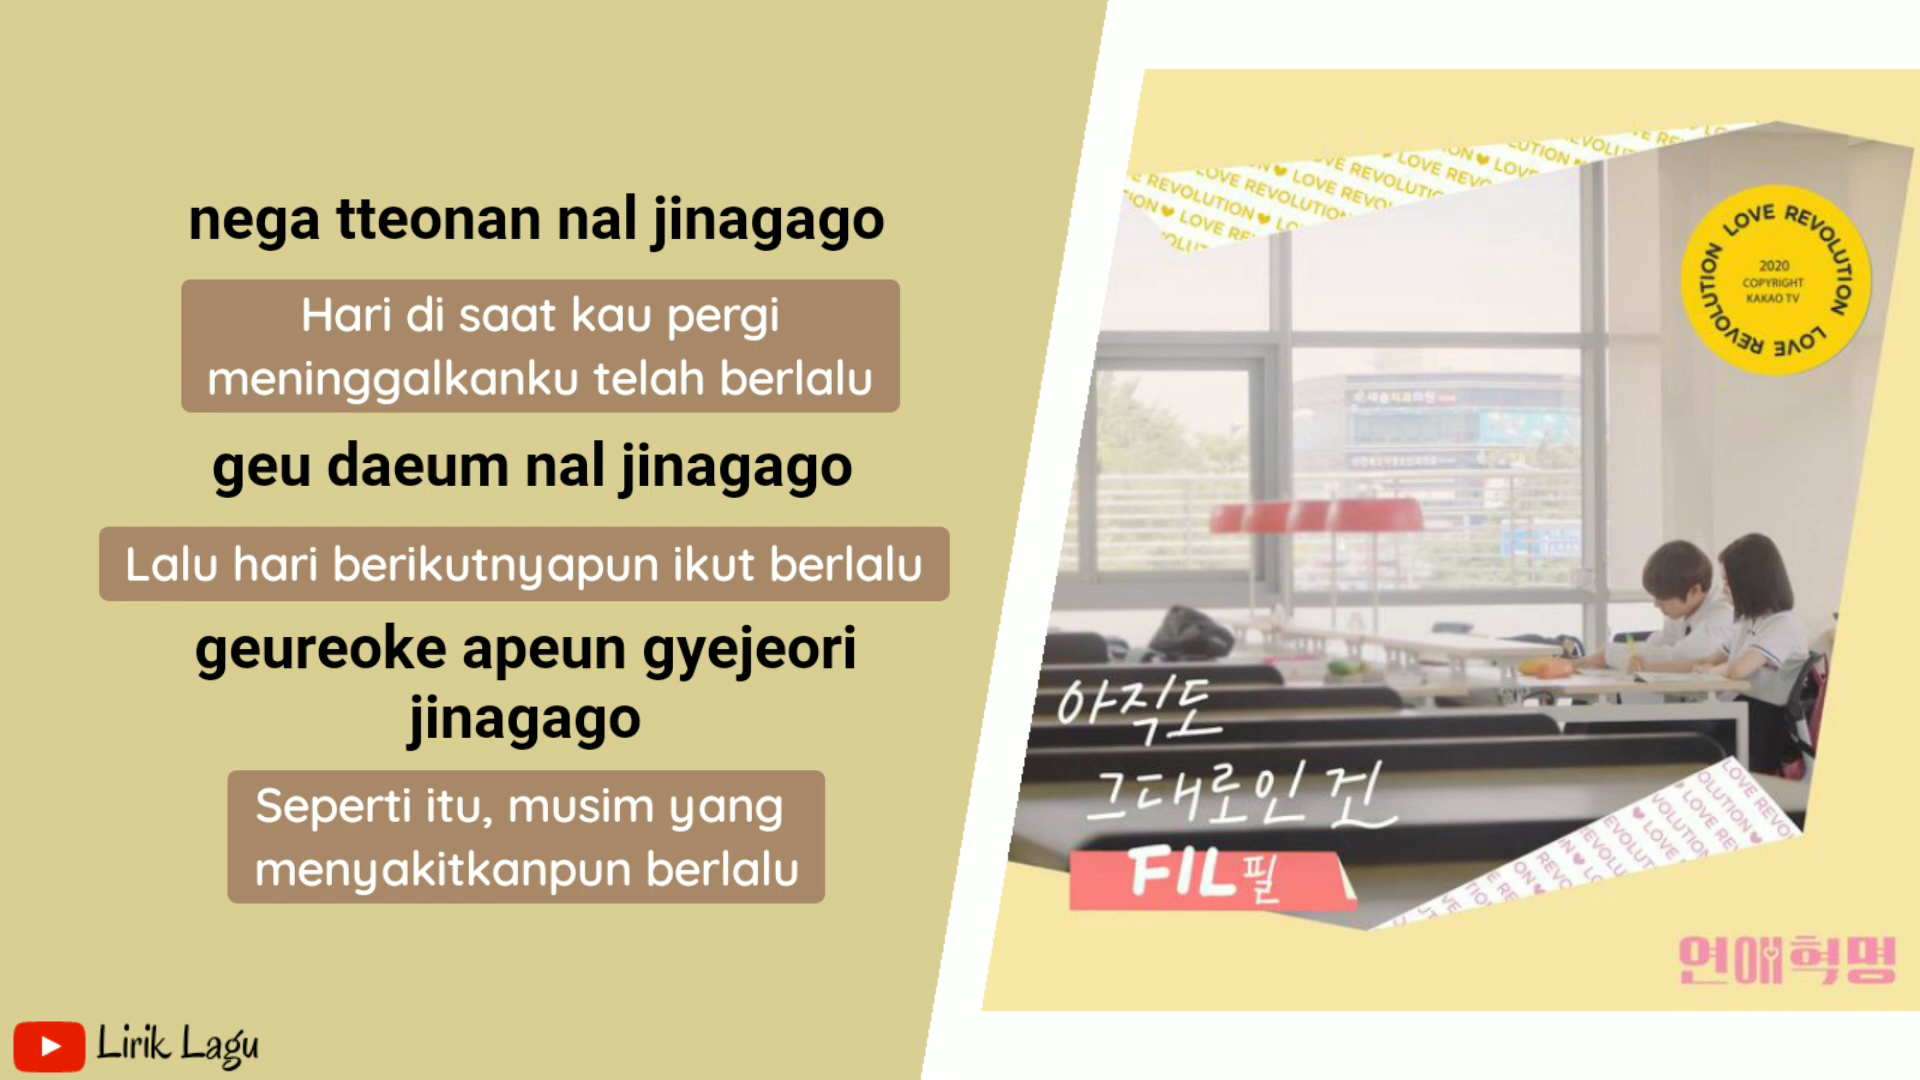 nega tteonan nal jinagago
Hari di saat kau pergi
meninggalkanku telah berlalu
geu daeum nal jinagago
Lalu hari berikutnyapun ikut berlalu
geureoke apeun gyejeori
jinagago
Seperti itu, musim yang
menyakitkanpun berlalu
Lirik Lagu
LOVE REVOLUTION LOVE REVOLUTION
2020
COPYRIGHT
KAKAO TV
아직도
그대로인 건
FIL 필
연애혁명